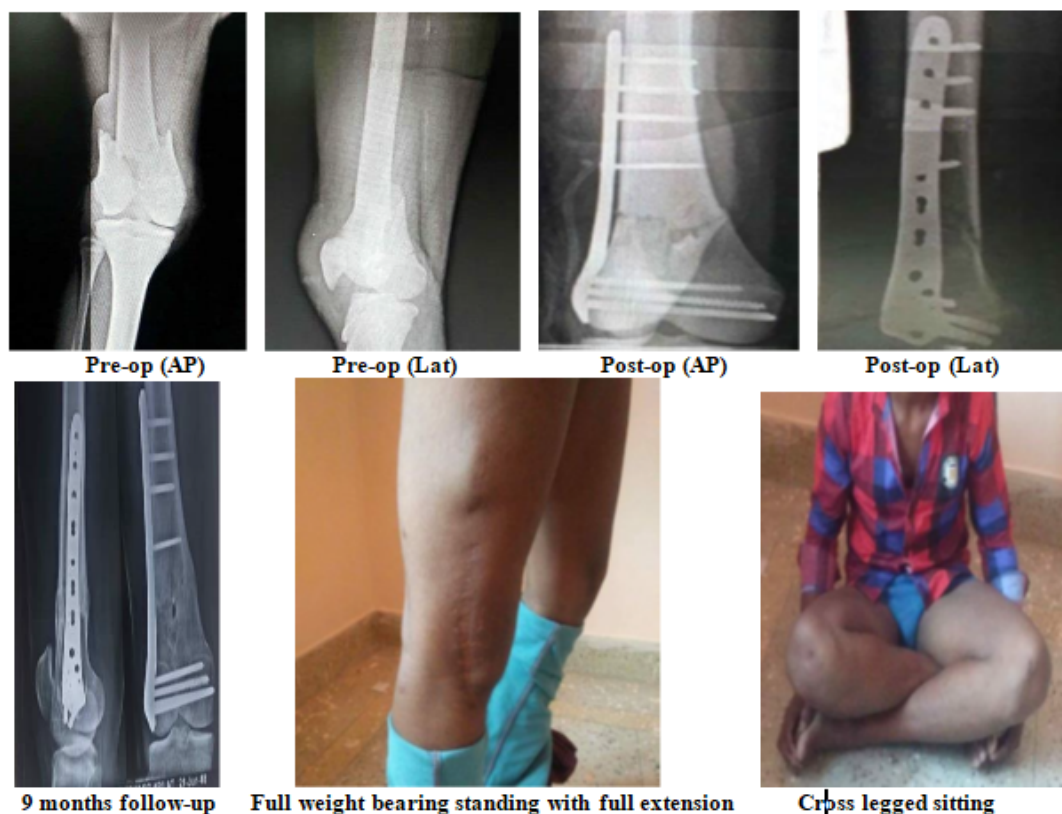 Pre-op (AP)
Pre-op (Lat)
Post-op (AP)
Post-op (Lat)
9 months follow-up
Full weight bearing standing with full extension
Cross legged sitting